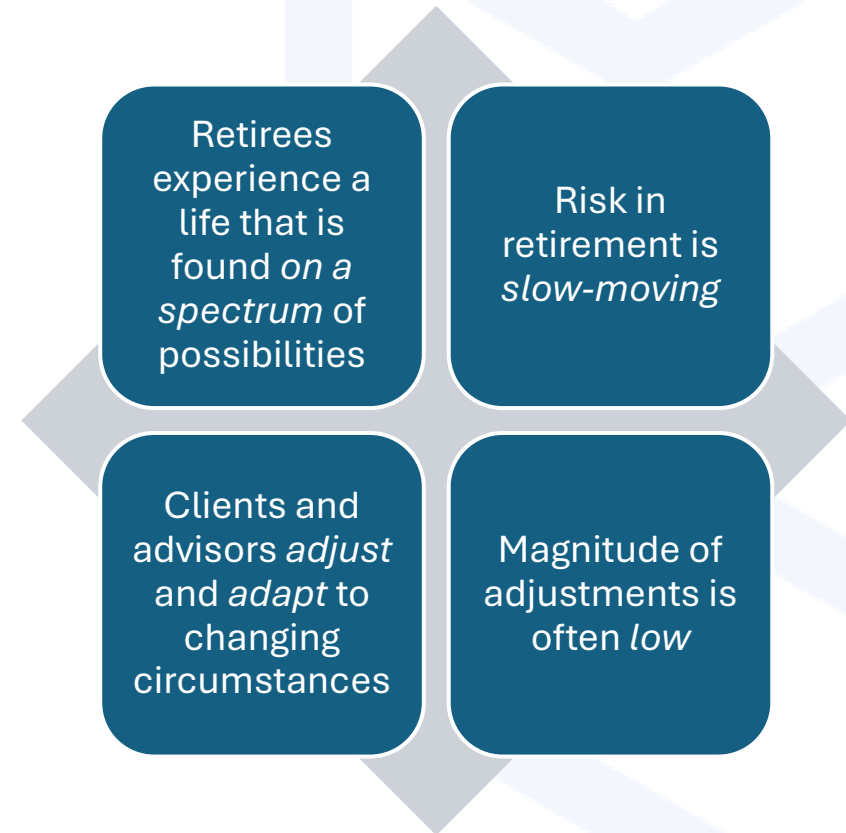 Retirees
experience a
life that is
found on a
spectrum of
possibilities
Risk in
retirement is
slow-moving
Clients and
advisors adjust
and adapt to
changing
circumstances
Magnitude of
adjustments is
often low